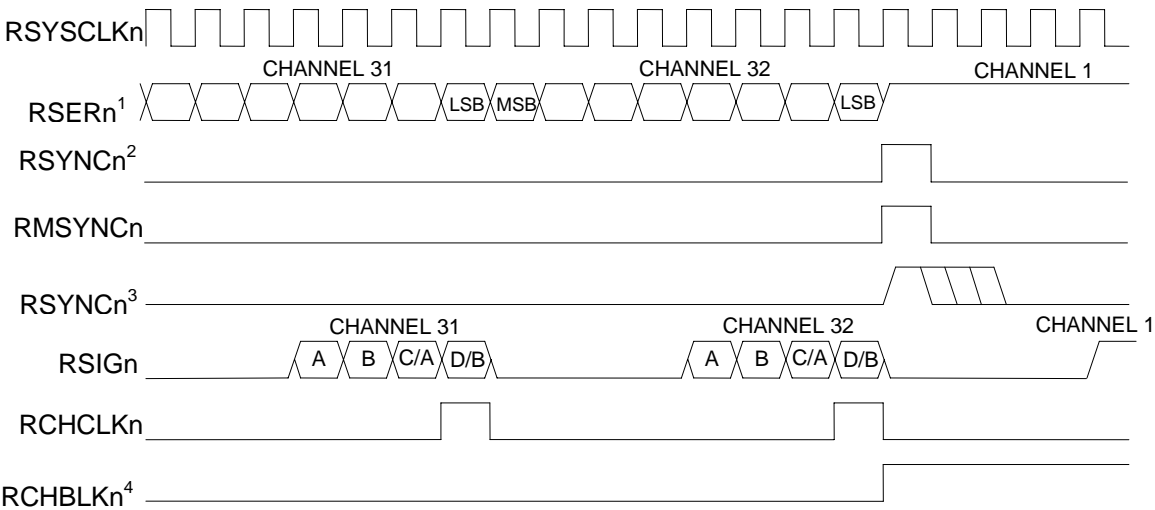 RSYSCLKn
CHANNEL 31 CHANNEL 32 CHANNEL 1
RSERn¹ LSB MSB LSB
RSYNCn²
RMSYNCn
RSYNCn³
CHANNEL 31 CHANNEL 32 CHANNEL 1
RSIGn A B C/A D/B A B C/A D/B
RCHCLKn
RCHBLKn⁴